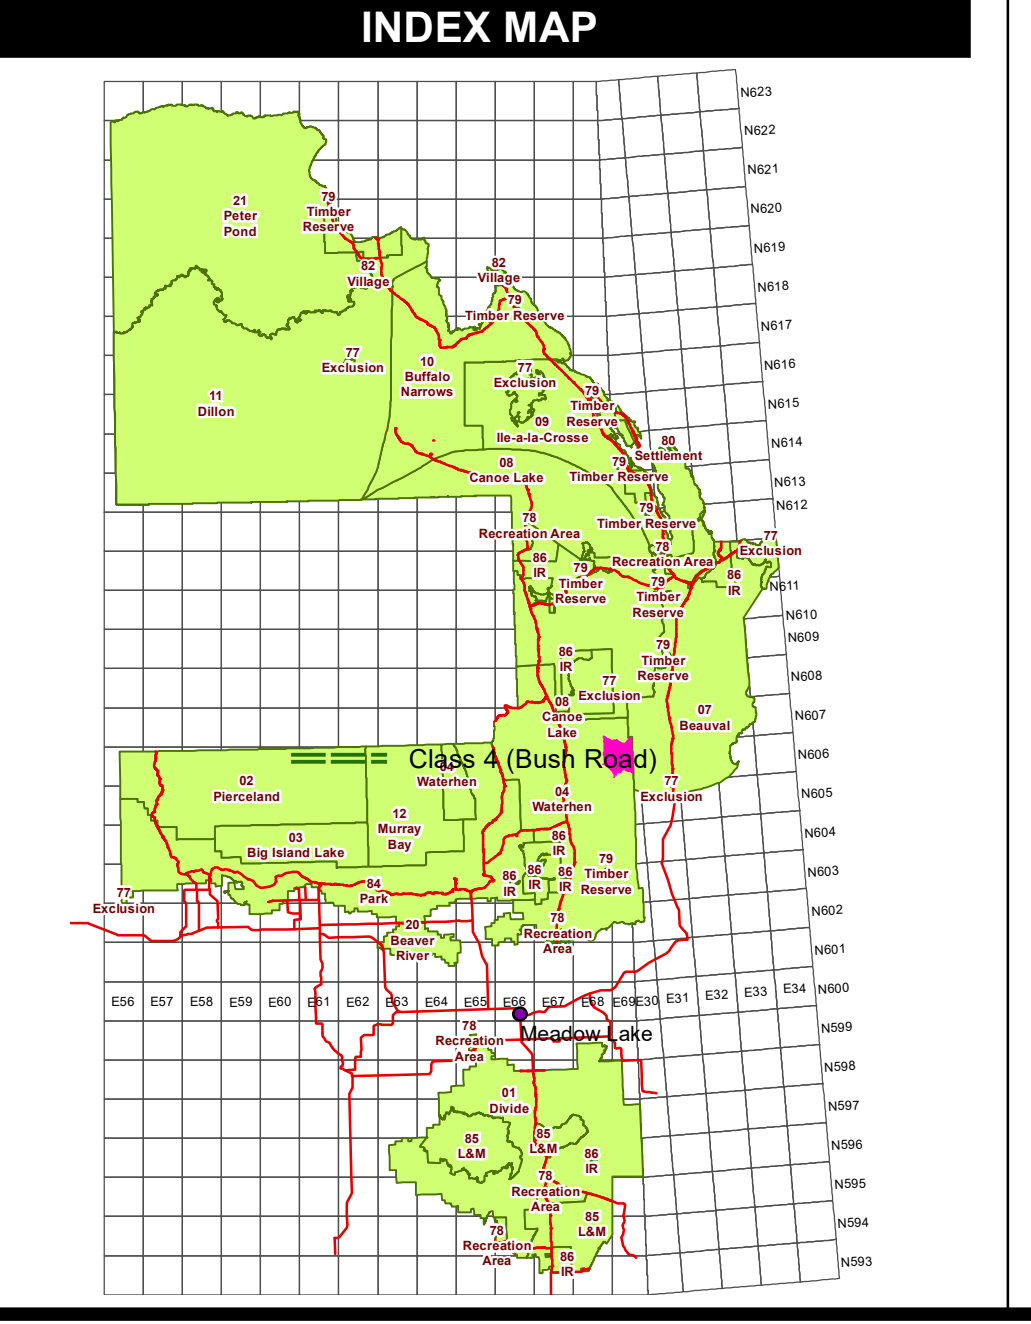 INDEX MAP
N623
N622
N621
N620
N619
N618
N617
N616
N615
N614
N613
N612
N611
N610
N609
N608
N607
N606
N605
N604
N603
N602
N601
N600
N599
N598
N597
N596
N595
N594
N593
21
Peter
Pond
79
Timber
Reserve
82
Village
82
Village
79
Timber Reserve
77
Exclusion
10
Buffalo
Narrows
77
Exclusion
11
Dillon
79
Timber
Reserve
09
Ile-a-la-Crosse
80
Settlement
08
Canoe Lake
79
Timber Reserve
79
Timber Reserve
78
Recreation Area
77
Exclusion
78
Recreation Area
86
IR
79
Timber
Reserve
86
IR
79
Timber
Reserve
86
IR
79
Timber
Reserve
77
Exclusion
08
Canoe
Lake
07
Beauval
Class 4 (Bush Road)
04
Waterhen
02
Pierceland
77
Exclusion
04
Waterhen
12
Murray
Bay
03
Big Island Lake
86
IR
79
Timber
Reserve
86
IR
86
IR
86
IR
84
Park
77
Exclusion
20
Beaver
River
78
Recreation
Area
E56 E57 E58 E59 E60 E61 E62 E63 E64 E65 E66 E67 E68 E69 E30 E31 E32 E33 E34
Meadow Lake
78
Recreation
Area
01
Divide
85
L&M
85
L&M
86
IR
78
Recreation
Area
85
L&M
78
Recreation
Area
86
IR